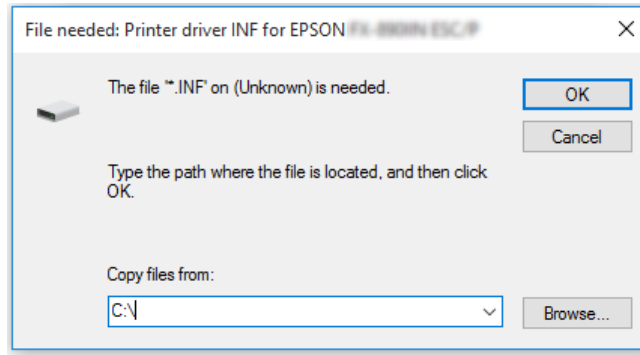 File needed: Printer driver INF for EPSON
The file '*.INF' on (Unknown) is needed.
OK
Cancel
Type the path where the file is located, and then click
OK.
Copy files from:
C:\
Browse...